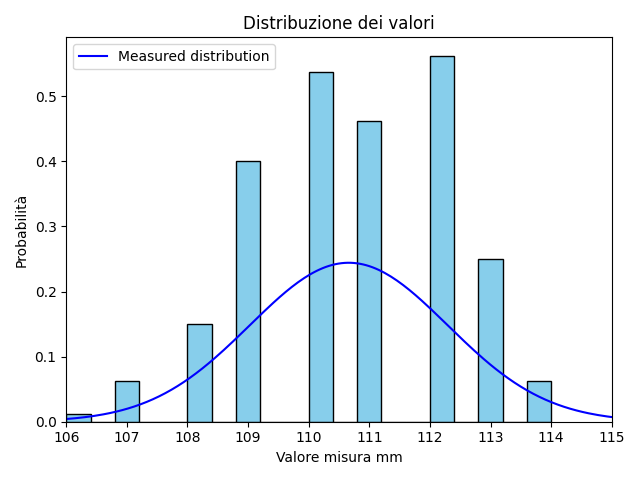 Distribuzione dei valori
Measured distribution
Probabilità
0.5
0.4
0.3
0.2
0.1
0.0
106 107 108 109 110 111 112 113 114 115
Valore misura mm